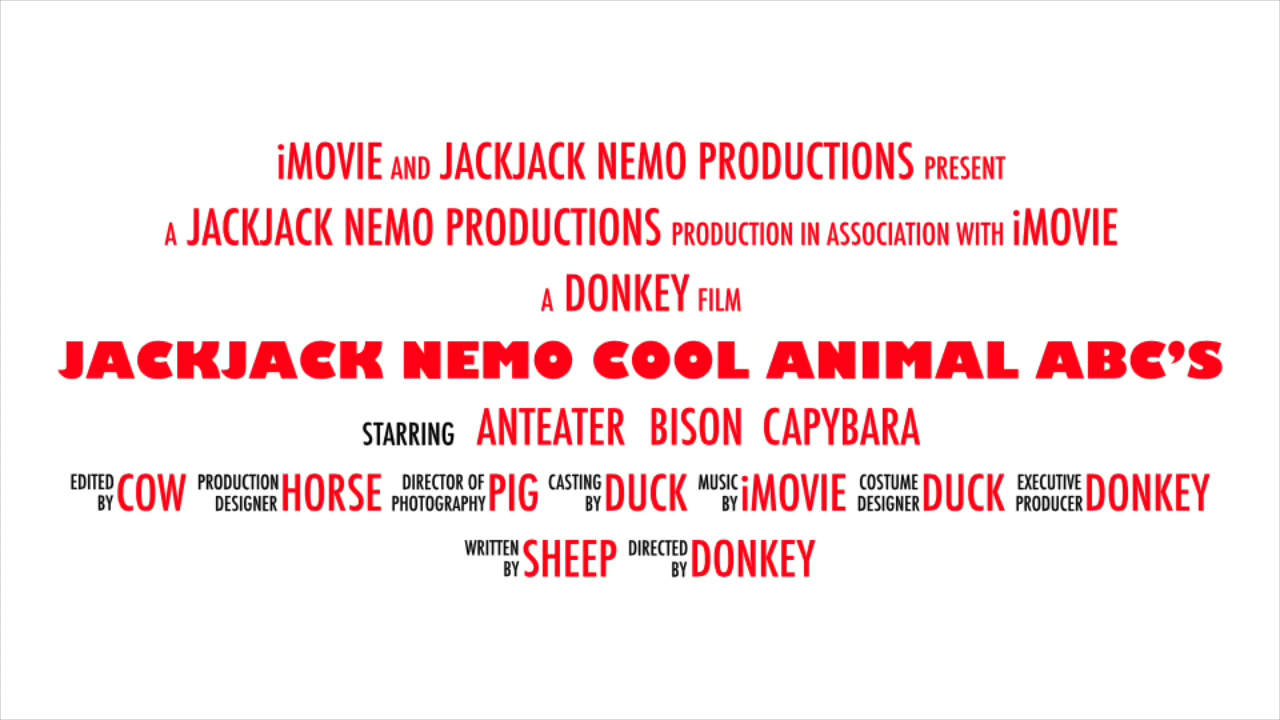 iMOVIE AND JACKJACK NEMO PRODUCTIONS PRESENT
A JACKJACK NEMO PRODUCTIONS PRODUCTION IN ASSOCIATION WITH iMOVIE
A DONKEY FILM
JACKJACK NEMO COOL ANIMAL ABC'S
STARRING ANTEATER BISON CAPYBARA
EDITED BY COW PRODUCTION DESIGNER HORSE DIRECTOR OF PHOTOGRAPHY PIG CASTING BY DUCK MUSIC BY iMOVIE COSTUME DESIGNER DUCK EXECUTIVE PRODUCER DONKEY
WRITTEN BY SHEEP DIRECTED BY DONKEY